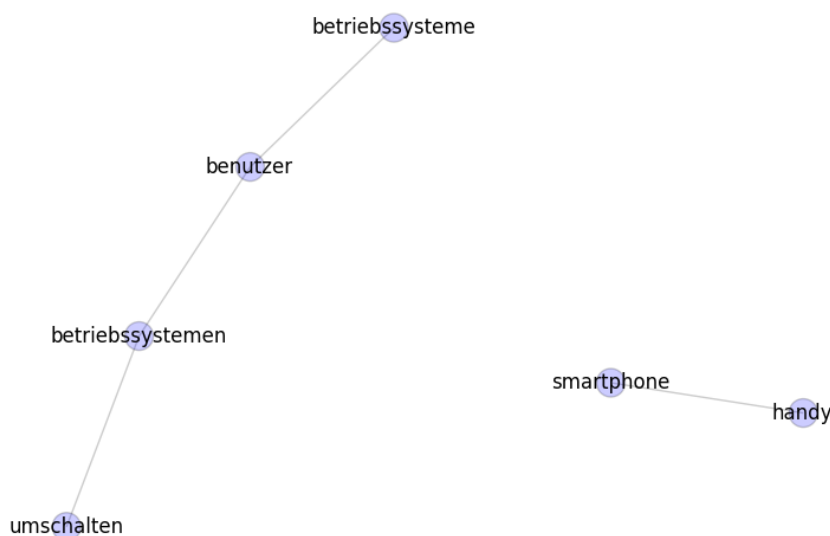 betriebssysteme
benutzer
betriebssystemen
smartphone
handy
umschalten